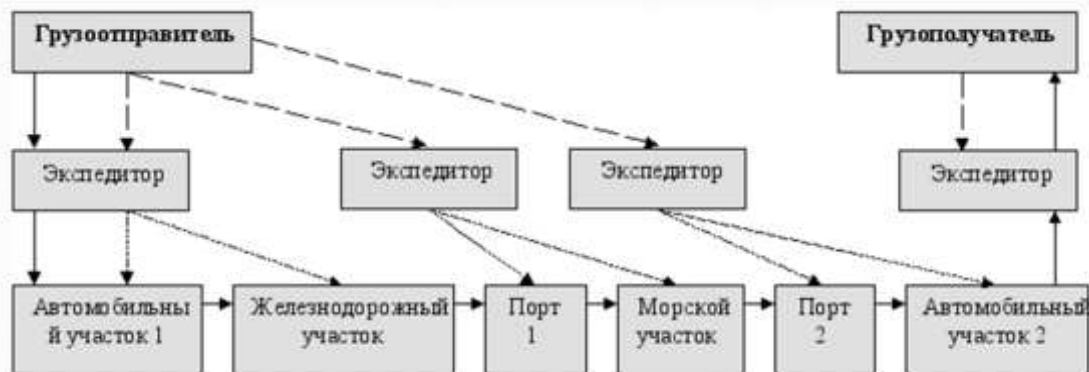 Грузоотправитель
Грузополучатель
Экспедитор
Экспедитор
Экспедитор
Экспедитор
Автомобильны
й участок 1
Железнодорожный
участок
Порт
1
Морской
участок
Порт
2
Автомобильный
участок 2